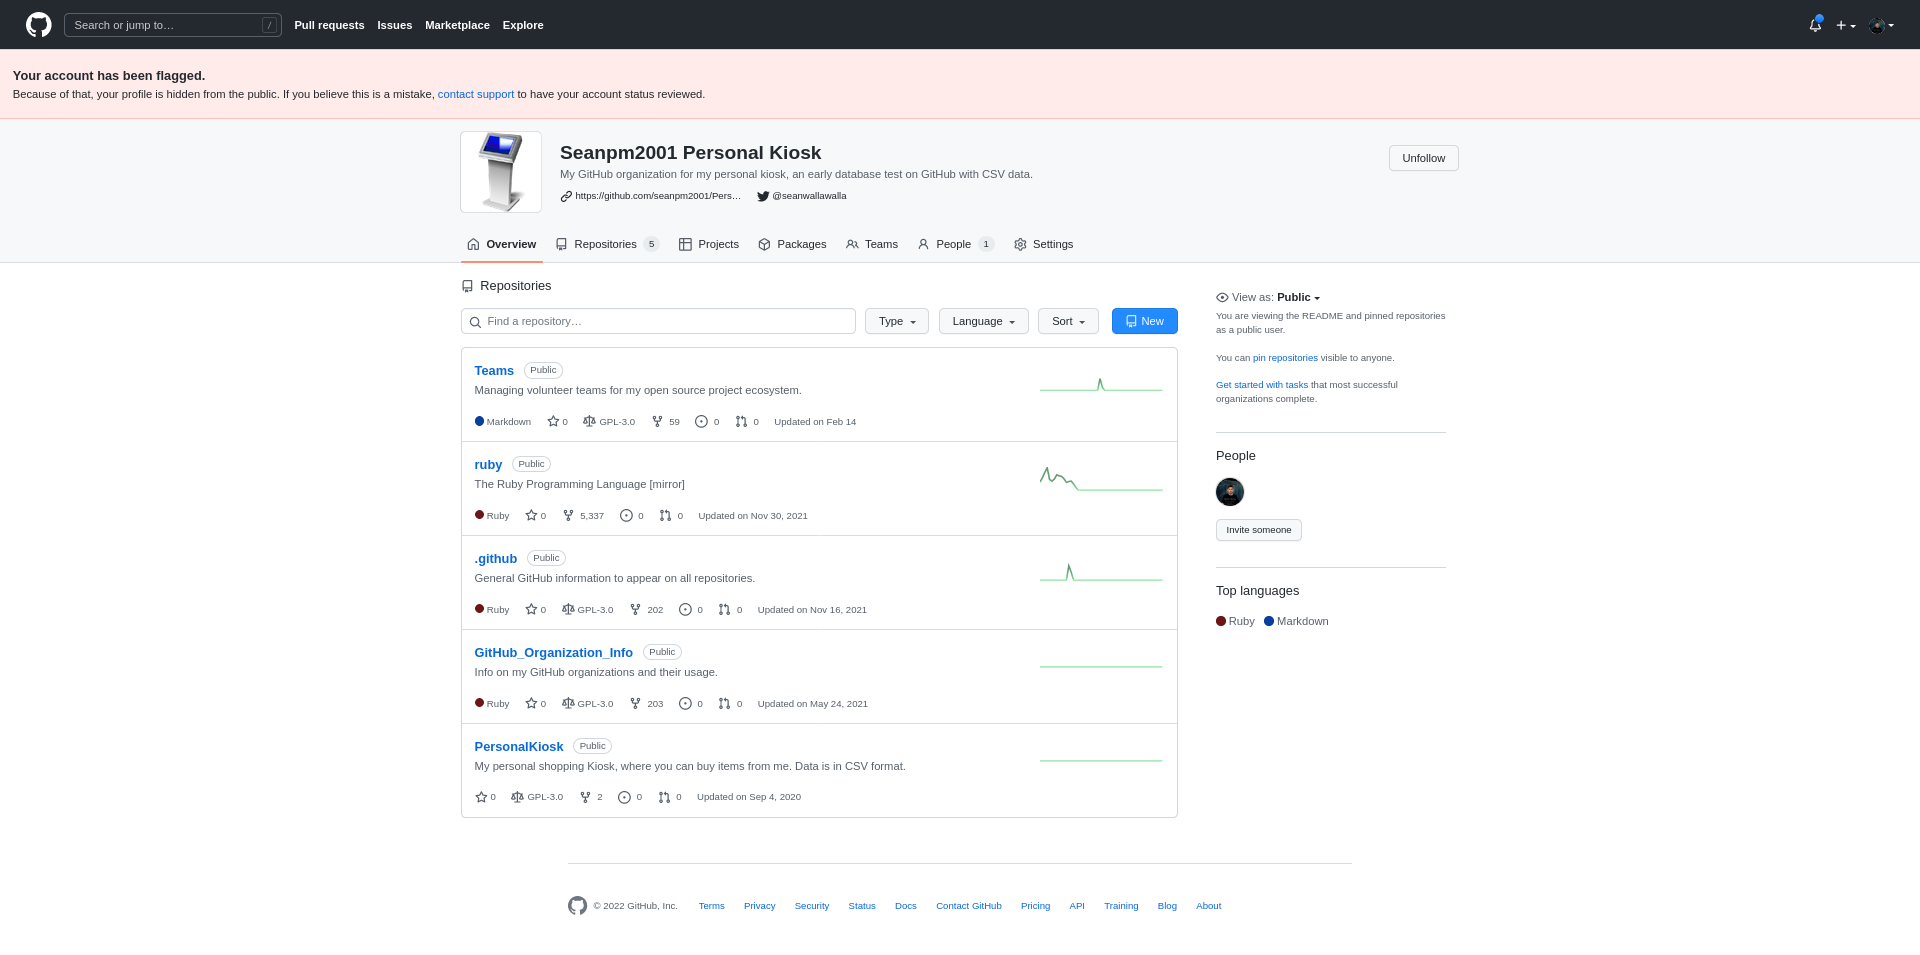 Search or jump to…
/
Pull requests Issues Marketplace Explore
Your account has been flagged.
Because of that, your profile is hidden from the public. If you believe this is a mistake, contact support to have your account status reviewed.
Seanpm2001 Personal Kiosk
My GitHub organization for my personal kiosk, an early database test on GitHub with CSV data.
https://github.com/seanpm2001/Pers… @seanwallawalla
Unfollow
Overview Repositories 5 Projects Packages Teams People 1 Settings
Repositories
Find a repository… Type Language Sort New
Teams Public
Managing volunteer teams for my open source project ecosystem.
Markdown 0 GPL-3.0 59 0 0 Updated on Feb 14
ruby Public
The Ruby Programming Language [mirror]
Ruby 0 5,337 0 0 Updated on Nov 30, 2021
.github Public
General GitHub information to appear on all repositories.
Ruby 0 GPL-3.0 202 0 0 Updated on Nov 16, 2021
GitHub_Organization_Info Public
Info on my GitHub organizations and their usage.
Ruby 0 GPL-3.0 203 0 0 Updated on May 24, 2021
PersonalKiosk Public
My personal shopping Kiosk, where you can buy items from me. Data is in CSV format.
0 GPL-3.0 2 0 0 Updated on Sep 4, 2020
View as: Public
You are viewing the README and pinned repositories
as a public user.
You can pin repositories visible to anyone.
Get started with tasks that most successful
organizations complete.
People
Invite someone
Top languages
Ruby Markdown
© 2022 GitHub, Inc. Terms Privacy Security Status Docs Contact GitHub Pricing API Training Blog About